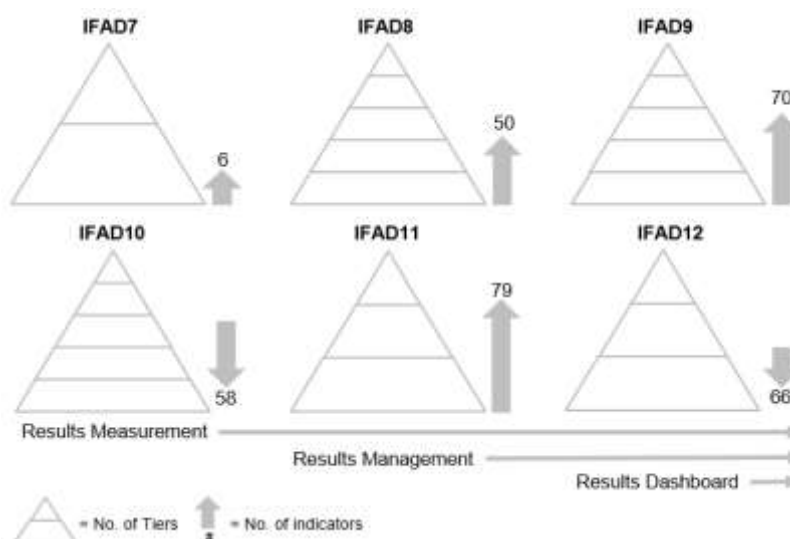 IFAD7
IFAD8
IFAD9
6
50
70
IFAD10
IFAD11
IFAD12
58
79
66
Results Measurement
Results Management
Results Dashboard
= No. of Tiers
= No. of indicators